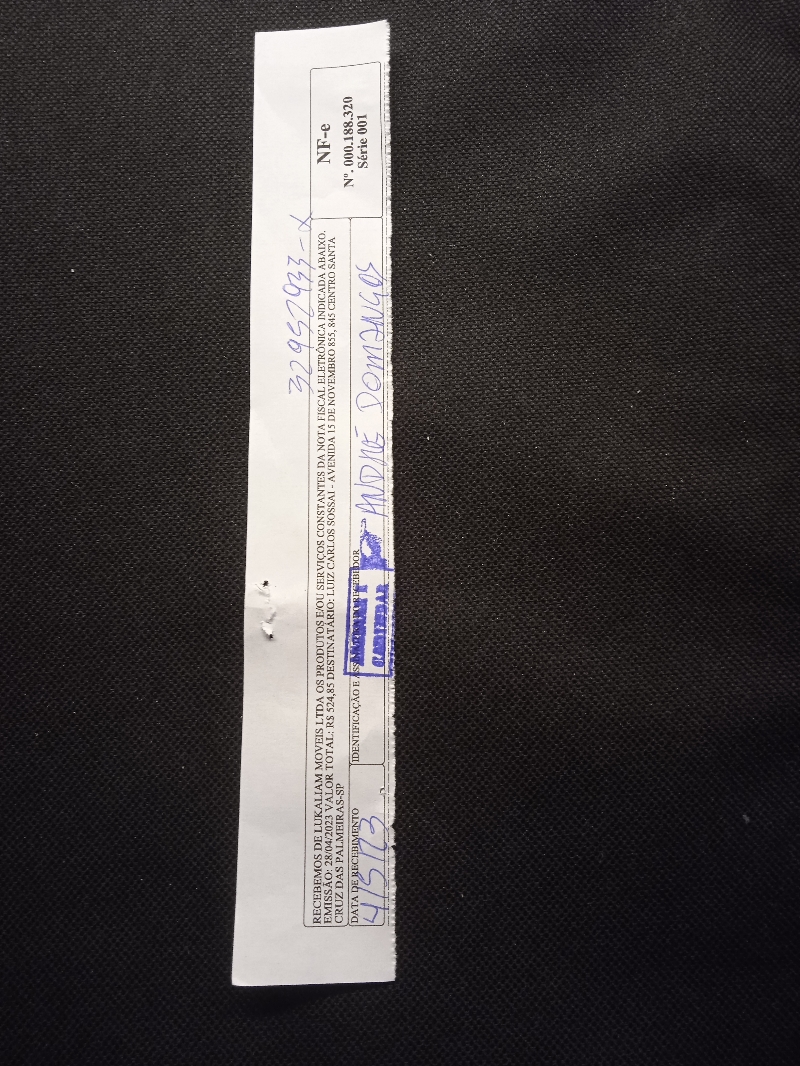 32952933-x
RECEBEMOS DE LUKALIAM MOVEIS LTDA OS PRODUTOS E/OU SERVIÇOS CONSTANTES DA NOTA FISCAL ELETRÔNICA INDICADA ABAIXO.
EMISSÃO: 28/04/2023 VALOR TOTAL: R$ 524,85 DESTINATÁRIO: LUIZ CARLOS SOSSAI - AVENIDA 15 DE NOVEMBRO 855, 845 CENTRO SANTA
CRUZ DAS PALMEIRAS-SP
NF-e
Nº. 000.188.320
Série 001
DATA DE RECEBIMENTO
4/5/23
IDENTIFICAÇÃO E RECEBEDOR
ANDRÉ DOMANGOS